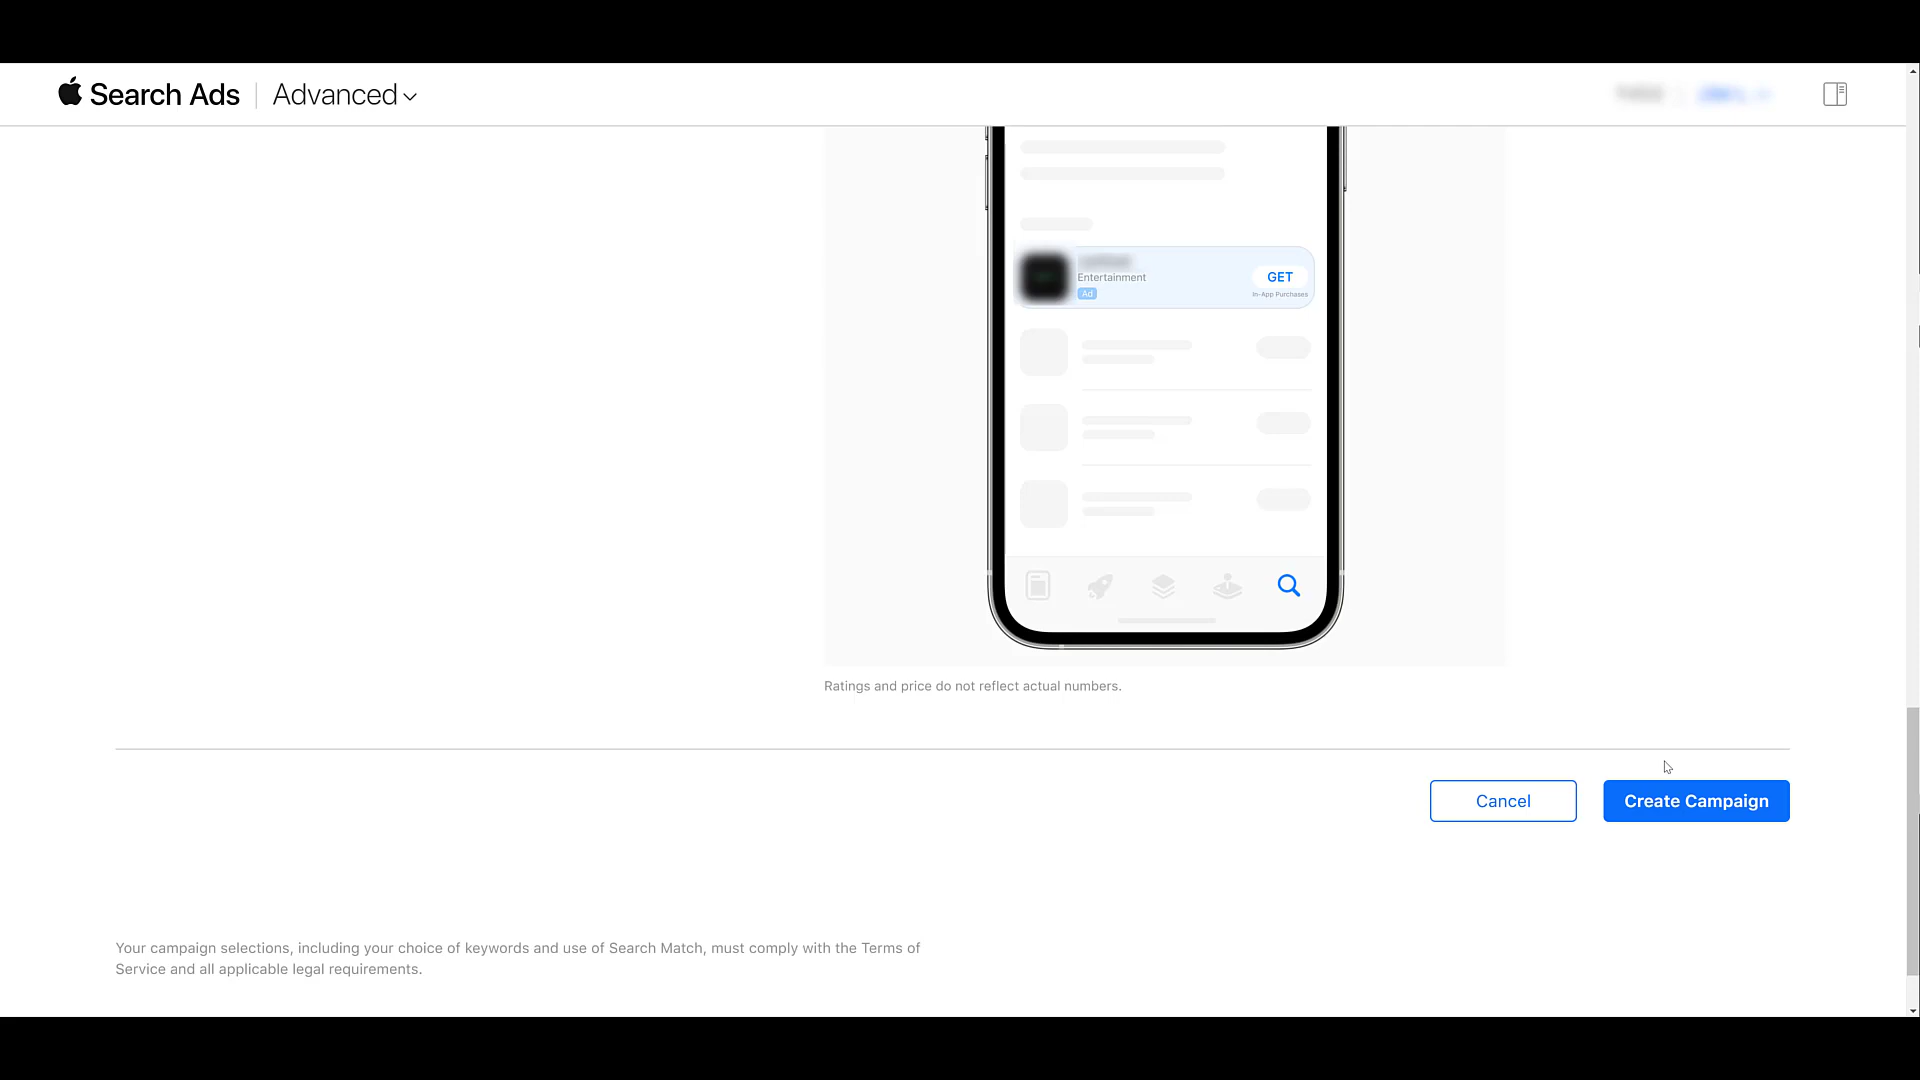 Search Ads
Advanced
Entertainment
Ad
GET
In-App Purchases
Ratings and price do not reflect actual numbers.
Cancel
Create Campaign
Your campaign selections, including your choice of keywords and use of Search Match, must comply with the Terms of
Service and all applicable legal requirements.